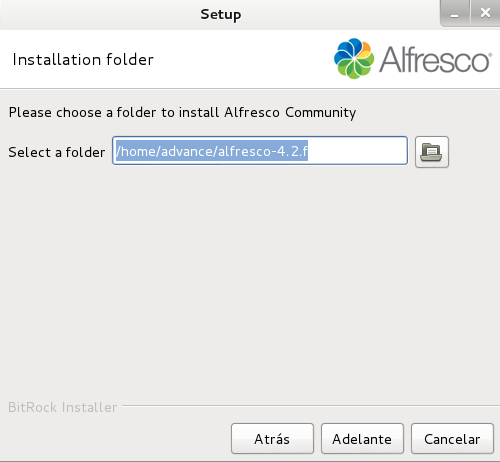 Setup
Installation folder
Alfresco
Please choose a folder to install Alfresco Community
Select a folder /home/advance/alfresco-4.2.f
BitRock Installer
Atrás Adelante Cancelar